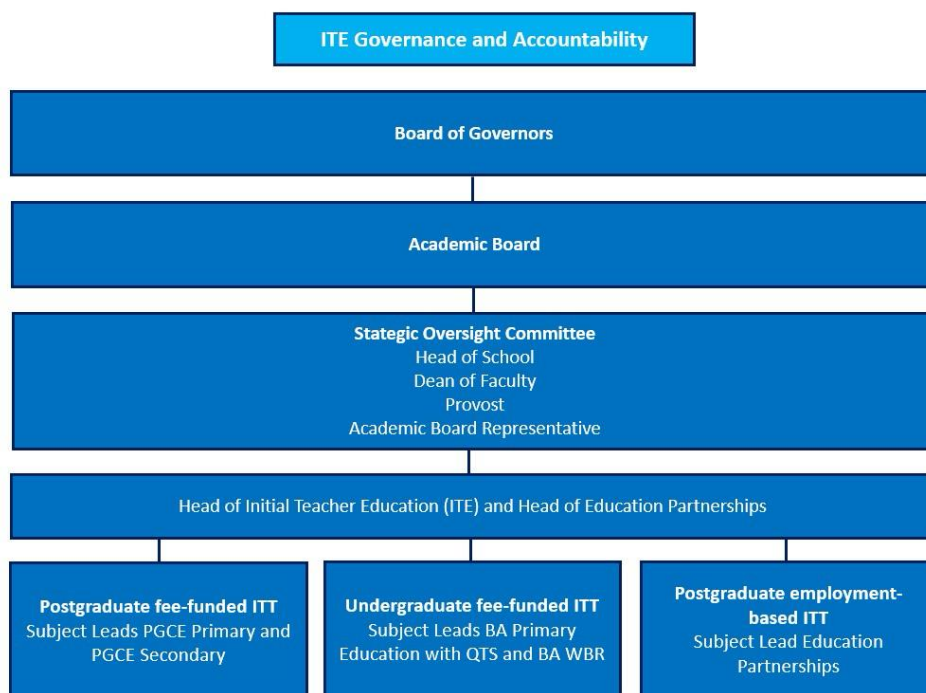 ITE Governance and Accountability
Board of Governors
Academic Board
Stategic Oversight Committee
Head of School
Dean of Faculty
Provost
Academic Board Representative
Head of Initial Teacher Education (ITE) and Head of Education Partnerships
Postgraduate fee-funded ITT
Subject Leads PGCE Primary and
PGCE Secondary
Undergraduate fee-funded ITT
Subject Leads BA Primary
Education with QTS and BA WBR
Postgraduate employment-
based ITT
Subject Lead Education
Partnerships